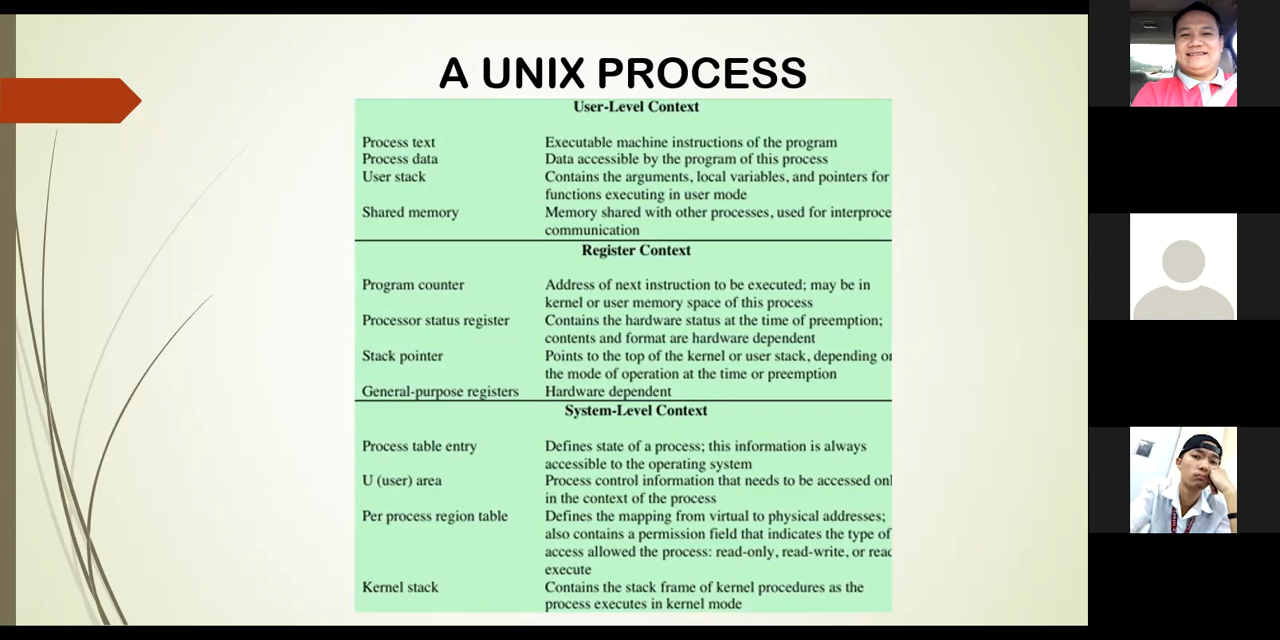 A UNIX PROCESS
User-Level Context
Process text Executable machine instructions of the program
Process data Data accessible by the program of this process
User stack Contains the arguments, local variables, and pointers for
functions executing in user mode
Shared memory Memory shared with other processes, used for interproce
communication
Register Context
Program counter Address of next instruction to be executed; may be in
kernel or user memory space of this process
Processor status register Contains the hardware status at the time of preemption;
contents and format are hardware dependent
Stack pointer Points to the top of the kernel or user stack, depending or
the mode of operation at the time or preemption
General-purpose registers Hardware dependent
System-Level Context
Process table entry Defines state of a process; this information is always
accessible to the operating system
U (user) area Process control information that needs to be accessed onl
in the context of the process
Per process region table Defines the mapping from virtual to physical addresses;
also contains a permission field that indicates the type of
access allowed the process: read-only, read-write, or reac
execute
Kernel stack Contains the stack frame of kernel procedures as the
process executes in kernel mode